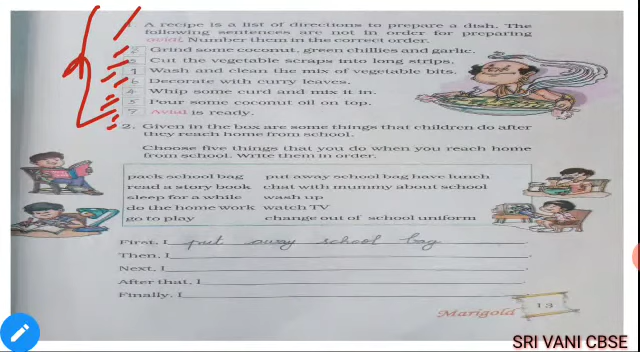 A recipe is a list of directions to prepare a dish. The
following sentences are not in order for preparing
avial. Number them in the correct order.
3 Grind some coconut, green chillies and garlic.
2 Cut the vegetable scraps into long strips.
1 Wash and clean the mix of vegetable bits.
6 Decorate with curry leaves.
4 Whip some curd and mix it in.
5 Pour some coconut oil on top.
7 Avial is ready.
2. Given in the box are some things that children do after
they reach home from school.
Choose five things that you do when you reach home
from school. Write them in order.
pack school bag put away school bag have lunch
read a story book chat with mummy about school
sleep for a while wash up
do the home work watch TV
go to play change out of school uniform
First, I put away school bag.
Then, I
Next, I
After that, I
Finally, I
Marigold 13
SRI VANI CBSE